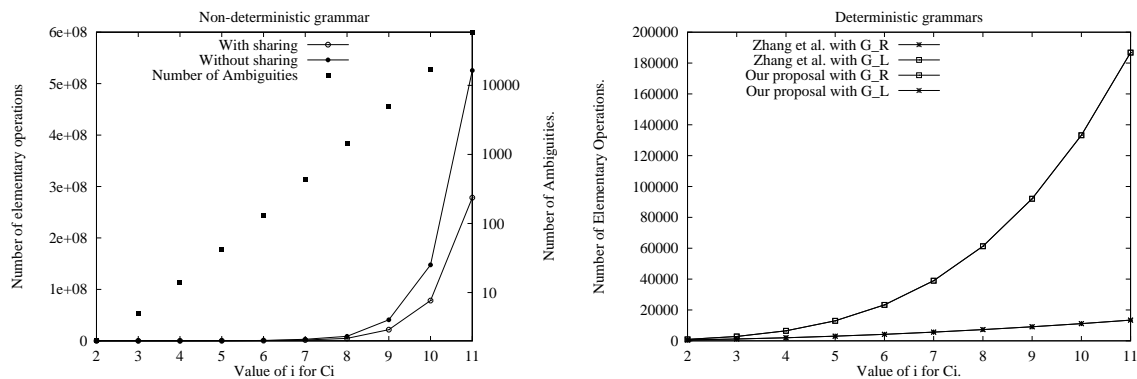 Non-deterministic grammar
With sharing
Without sharing
Number of Ambiguities
6e+08
5e+08
4e+08
3e+08
2e+08
1e+08
0
10000
1000
100
10
2 3 4 5 6 7 8 9 10 11
Number of elementary operations
Number of Ambiguities.
Value of i for Ci
Deterministic grammars
Zhang et al. with G_R
Zhang et al. with G_L
Our proposal with G_R
Our proposal with G_L
200000
180000
160000
140000
120000
100000
80000
60000
40000
20000
0
2 3 4 5 6 7 8 9 10 11
Number of Elementary Operations.
Value of i for Ci.